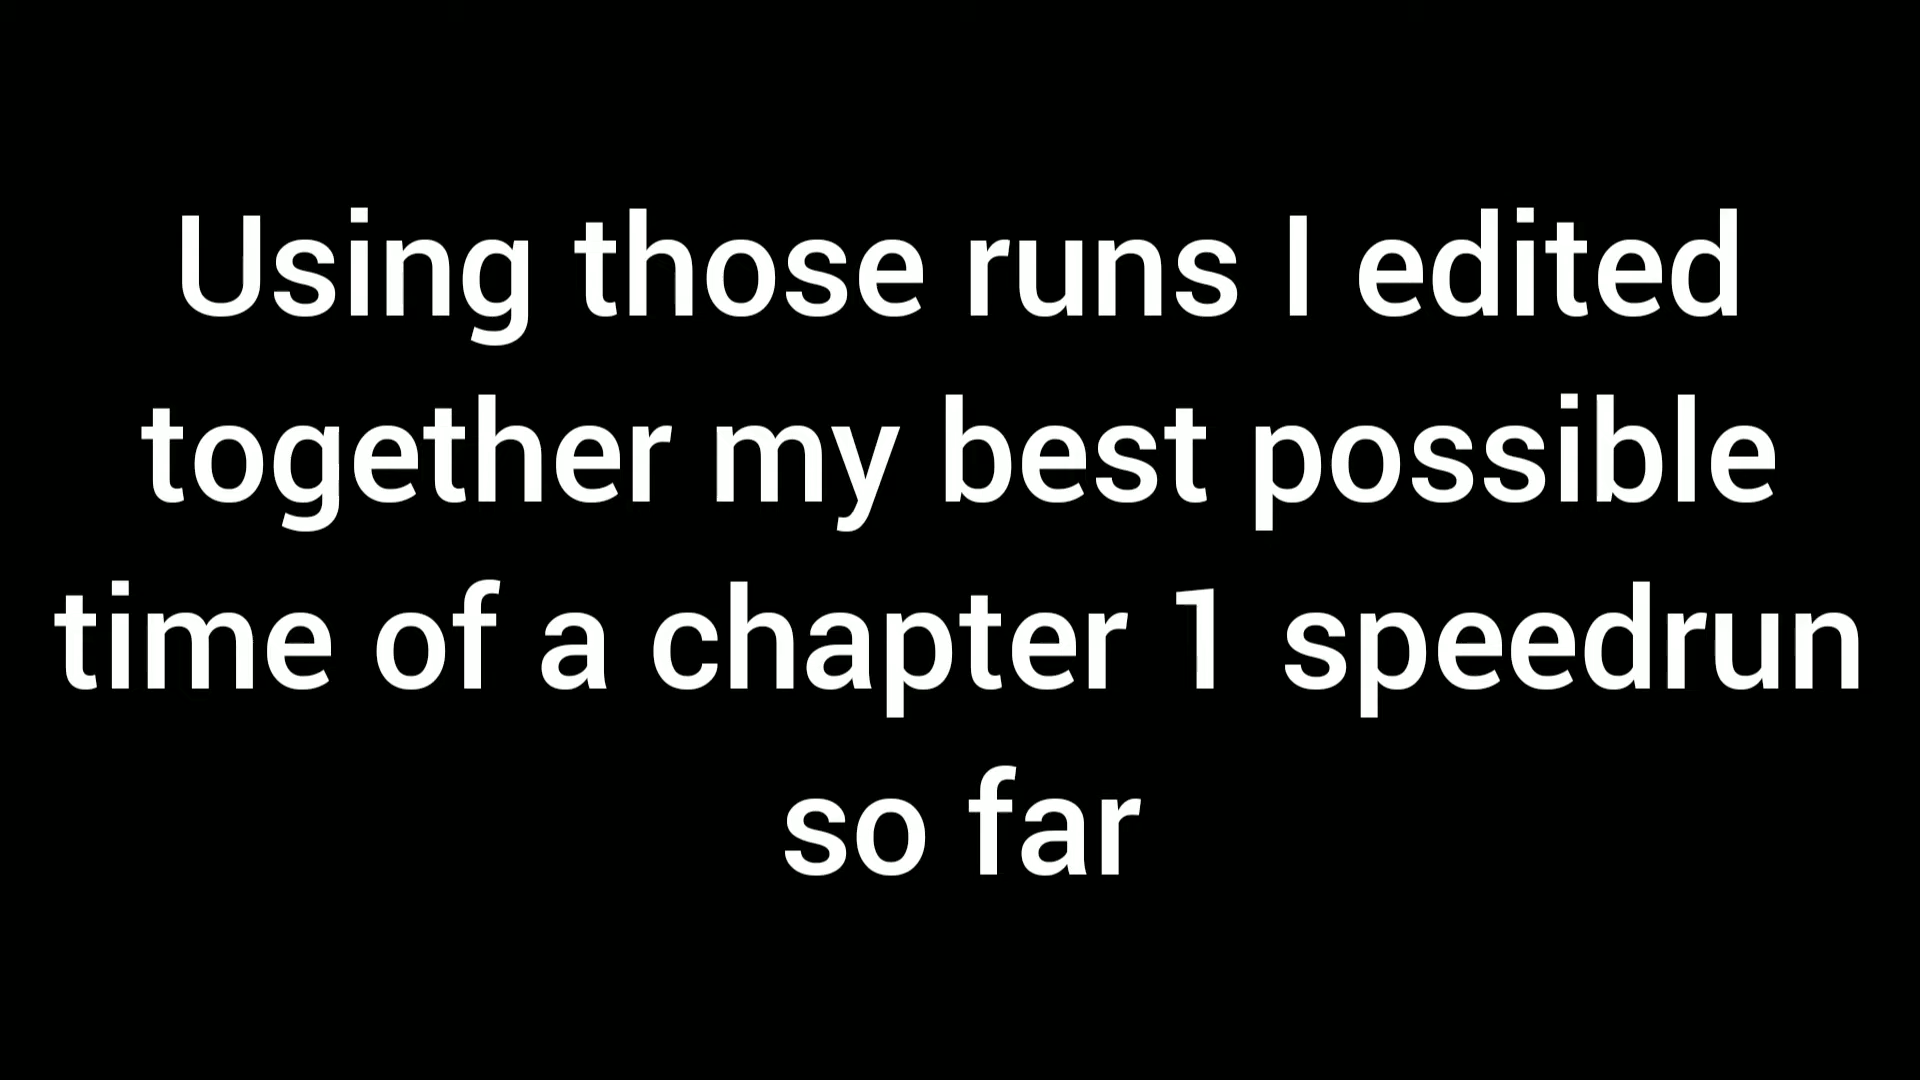 Using those runs I edited
together my best possible
time of a chapter 1 speedrun
so far